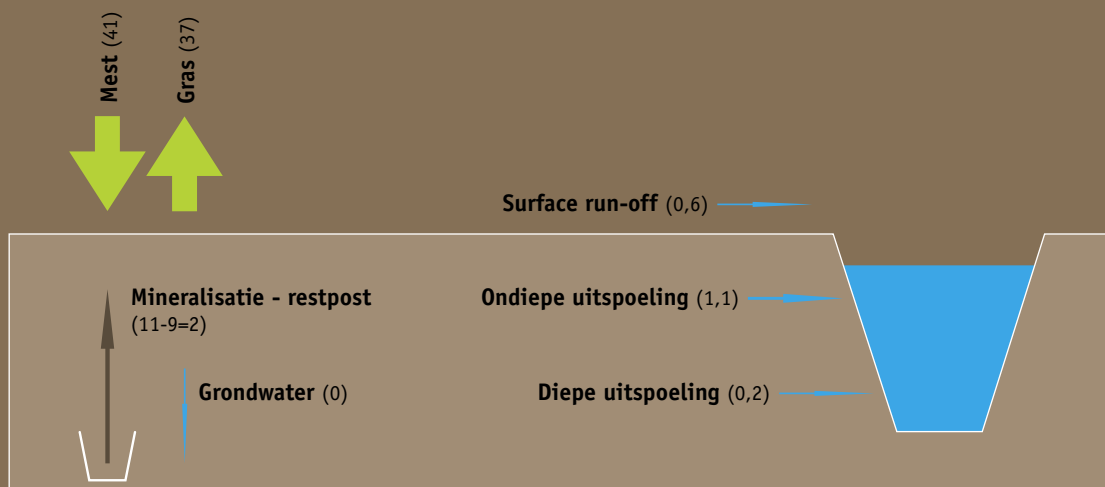 Mest (41)
Gras (37)
Surface run-off (0,6)
Mineralisatie - restpost
(11-9=2)
Ondiepe uitspoeling (1,1)
Grondwater (0)
Diepe uitspoeling (0,2)